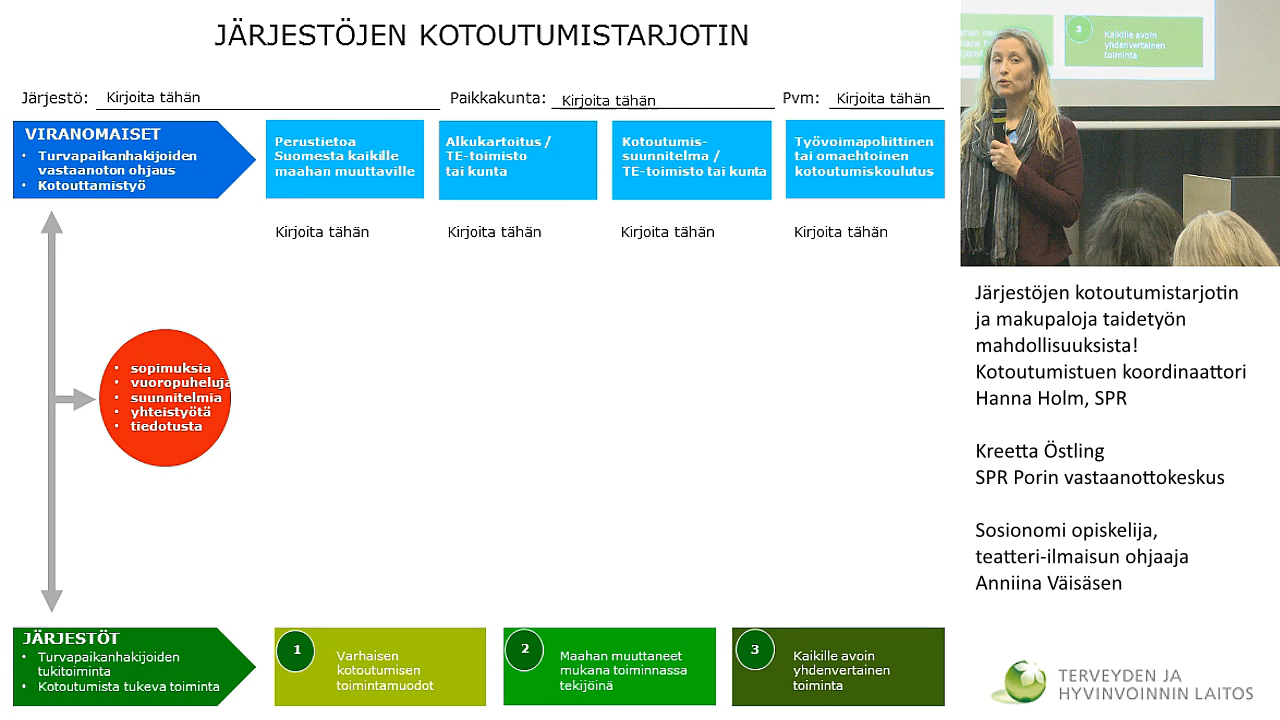 JÄRJESTÖJEN KOTOUTUMISTARJOTIN
Järjestö: Kirjoita tähän
Paikkakunta: Kirjoita tähän
Pvm: Kirjoita tähän
VIRANOMAISET
• Turvapaikanhakijoiden
vastaanoton ohjaus
• Kotouttamistyö
Perustietoa
Suomesta kaikille
maahan muuttaville
Alkukartoitus /
TE-toimisto
tai kunta
Kotoutumis-
suunnitelma /
TE-toimisto tai kunta
Työvoimapoliittinen
tai omaehtoinen
kotoutumiskoulutus
Kirjoita tähän
Kirjoita tähän
Kirjoita tähän
Kirjoita tähän
• sopimuksia
• vuoropuheluja
• suunnitelmia
• yhteistyötä
• tiedotusta
JÄRJESTÖT
• Turvapaikanhakijoiden
tukitoiminta
• Kotoutumista tukeva toiminta
1
Varhaisen
kotoutumisen
toimintamuodot
2
Maahan muuttaneet
mukana toiminnassa
tekijöinä
3
Kaikille avoin
yhdenvertainen
toiminta
3
Kaikille avoin
yhdenvertainen
toiminta
Järjestöjen kotoutumistarjotin
ja makupaloja taidetyön
mahdollisuuksista!
Kotoutumistuen koordinaattori
Hanna Holm, SPR
Kreetta Östling
SPR Porin vastaanottokeskus
Sosionomi opiskelija,
teatteri-ilmaisun ohjaaja
Anniina Väisäsen
TERVEYDEN JA
HYVINVOINNIN LAITOS